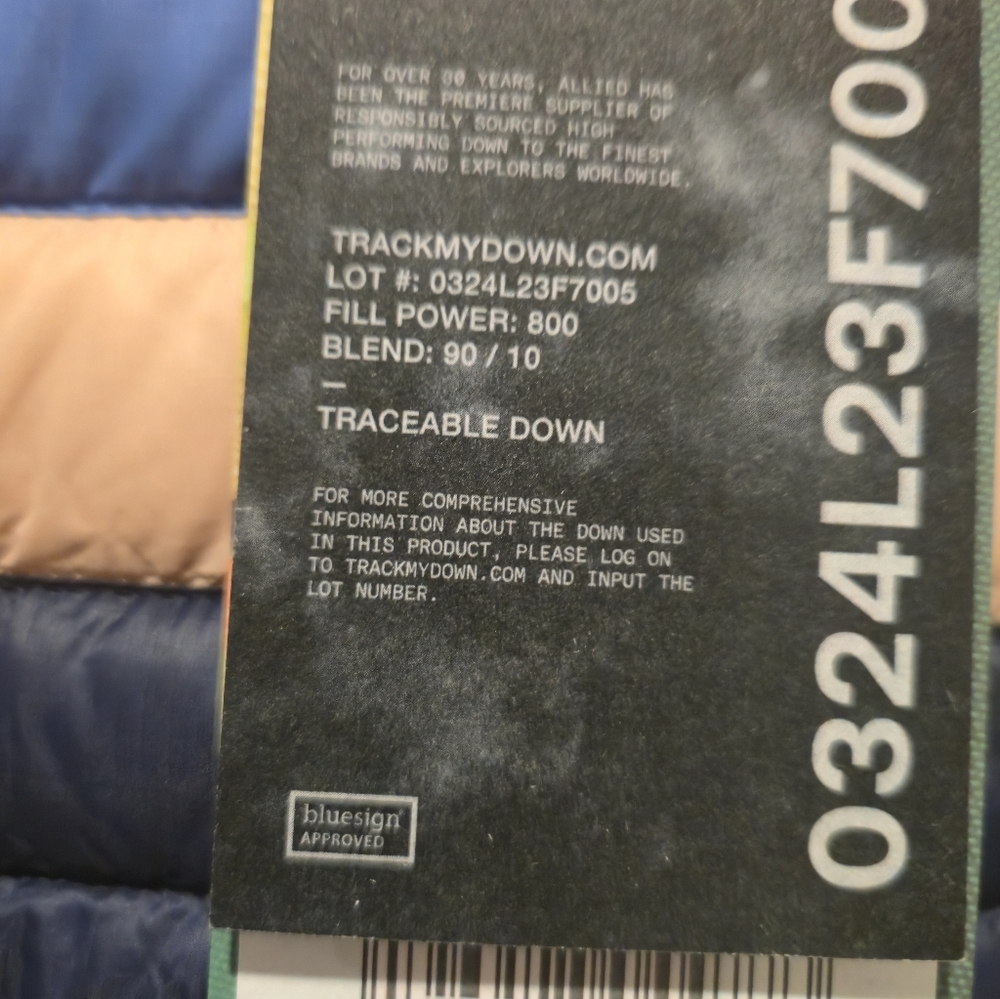 FOR OVER 80 YEARS, ALLIED HAS
BEEN THE PREMIERE SUPPLIER OF
RESPONSIBLY SOURCED HIGH
PERFORMING DOWN TO THE FINEST
BRANDS AND EXPLORERS WORLDWIDE.
TRACKMYDOWN.COM
LOT #: 0324L23F7005
FILL POWER: 800
BLEND: 90 / 10
—
TRACEABLE DOWN
FOR MORE COMPREHENSIVE
INFORMATION ABOUT THE DOWN USED
IN THIS PRODUCT, PLEASE LOG ON
TO TRACKMYDOWN.COM AND INPUT THE
LOT NUMBER.
bluesign®
APPROVED
0324L23F700